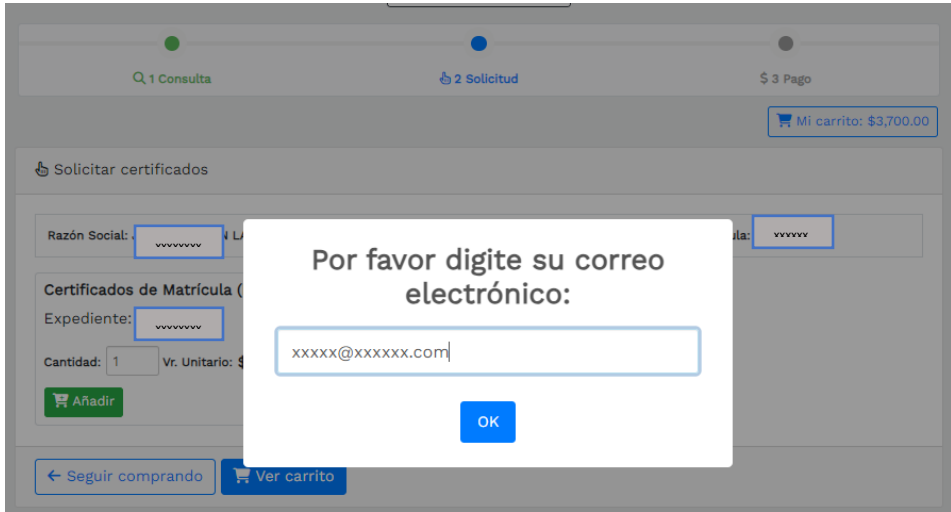 1 Consulta
2 Solicitud
$ 3 Pago
Mi carrito: $3,700.00
Solicitar certificados
Razón Social: vvvvvvvv
ula: xxxxxx
Certificados de Matrícula (
Expediente: vvvvvvvv
Cantidad: 1 Vr. Unitario: $
Añadir
Por favor digite su correo
electrónico:
xxxxx@xxxxxx.com
OK
← Seguir comprando
Ver carrito